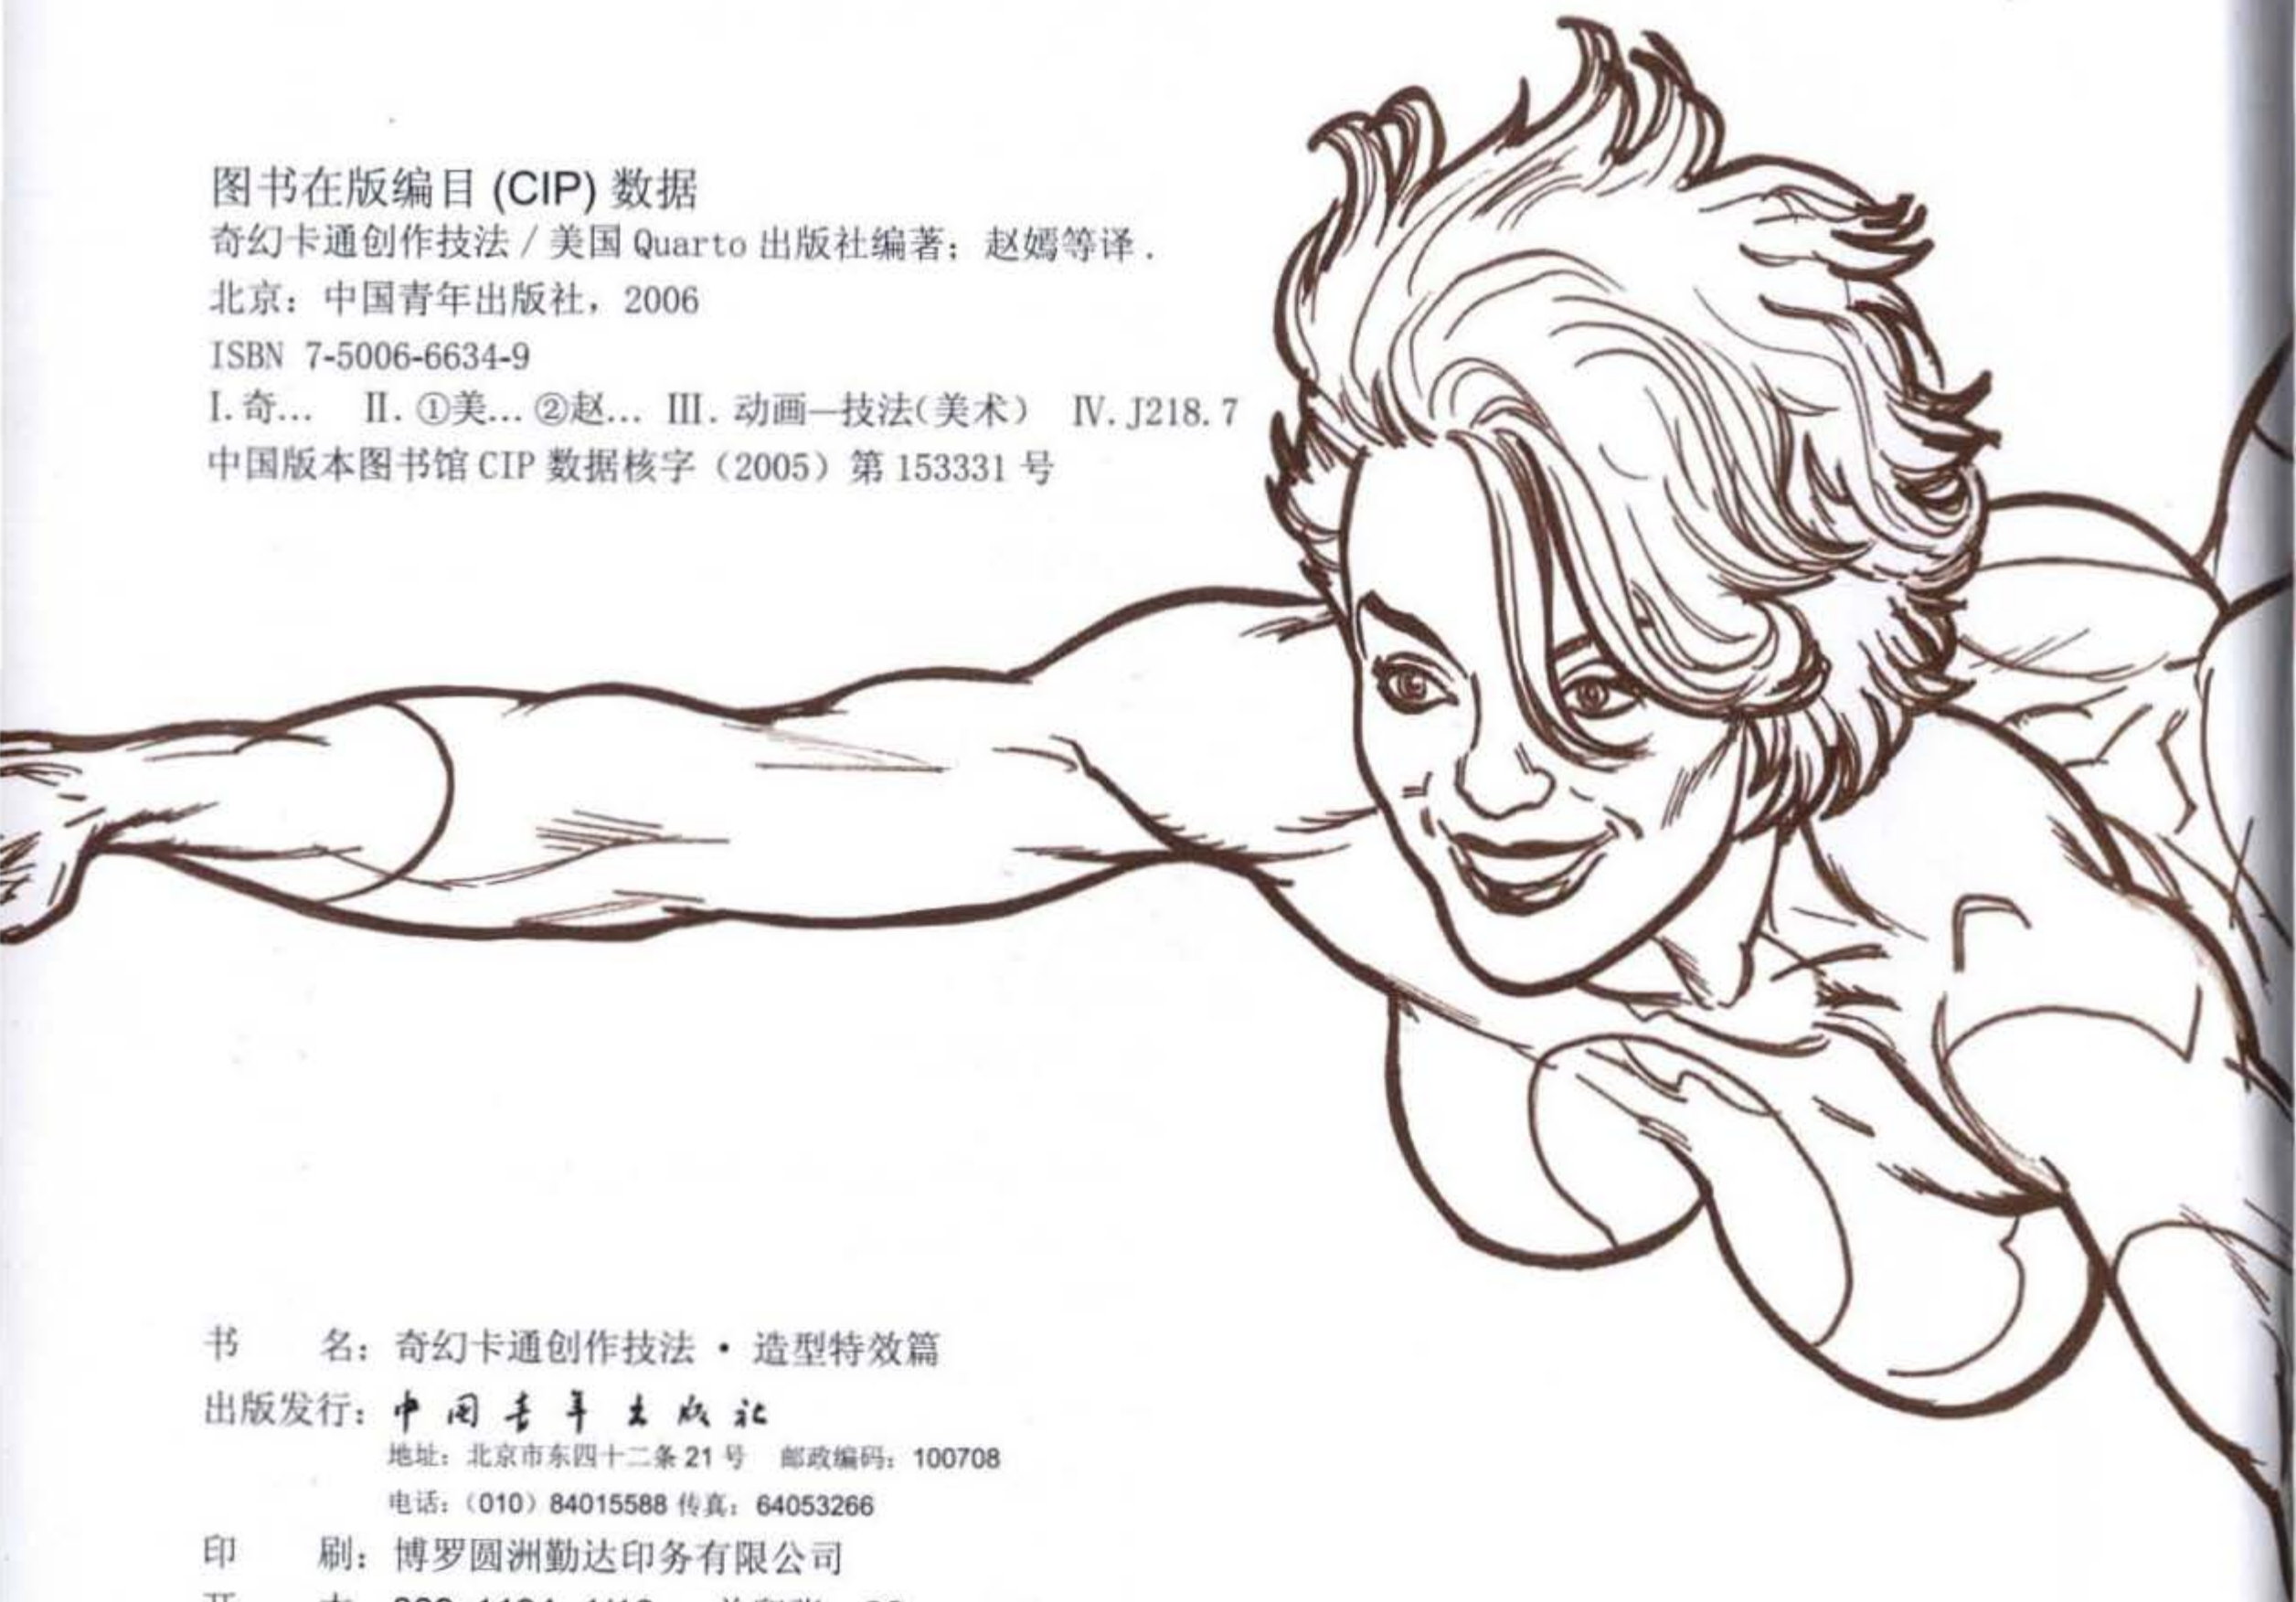 图书在版编目 (CIP) 数据
奇幻卡通创作技法 / 美国 Quarto 出版社编著；赵嫣等译．
北京：中国青年出版社，2006
ISBN 7-5006-6634-9
Ⅰ. 奇… Ⅱ. ①美… ②赵… Ⅲ. 动画—技法（美术） Ⅳ. J218.7
中国版本图书馆 CIP 数据核字（2005）第 153331 号
书 名：奇幻卡通创作技法·造型特效篇
出版发行：中国青年出版社
地址：北京市东四十二条 21 号 邮政编码：100708
电话：（010）84015588 传真：64053266
印 刷：博罗圆洲勤达印务有限公司